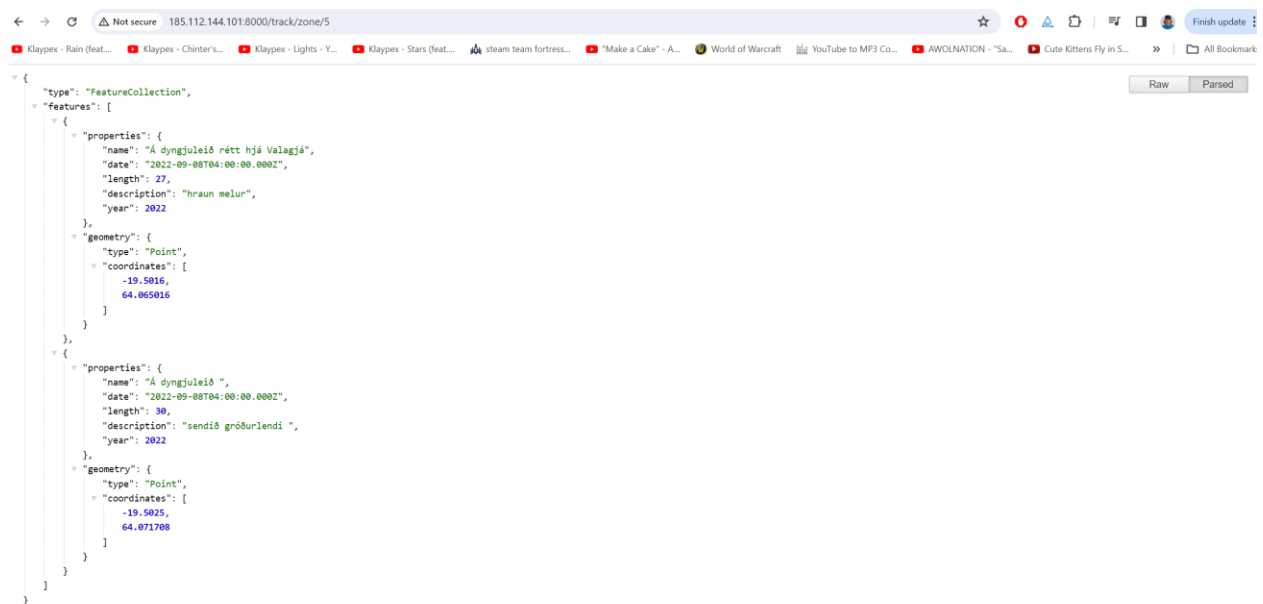 Not secure 185.112.144.101:8000/track/zone/5 Finish update
Klaypex - Rain (feat.... Klaypex - Chinter's... Klaypex - Lights - Y... Klaypex - Stars (feat.... steam team fortress... "Make a Cake" - A... World of Warcraft YouTube to MP3 Co... AWOLNATION - "Sa... Cute Kittens Fly in S... » All Bookmark
Raw Parsed
{
"type": "FeatureCollection",
"features": [
{
"properties": {
"name": "Á dyngjuleið rétt hjá Valagjá",
"date": "2022-09-08T04:00:00.000Z",
"length": 27,
"description": "hraun melur",
"year": 2022
},
"geometry": {
"type": "Point",
"coordinates": [
-19.5016,
64.065016
]
}
},
{
"properties": {
"name": "Á dyngjuleið ",
"date": "2022-09-08T04:00:00.000Z",
"length": 30,
"description": "sendið gróðurlendi ",
"year": 2022
},
"geometry": {
"type": "Point",
"coordinates": [
-19.5025,
64.071708
]
}
}
]
}